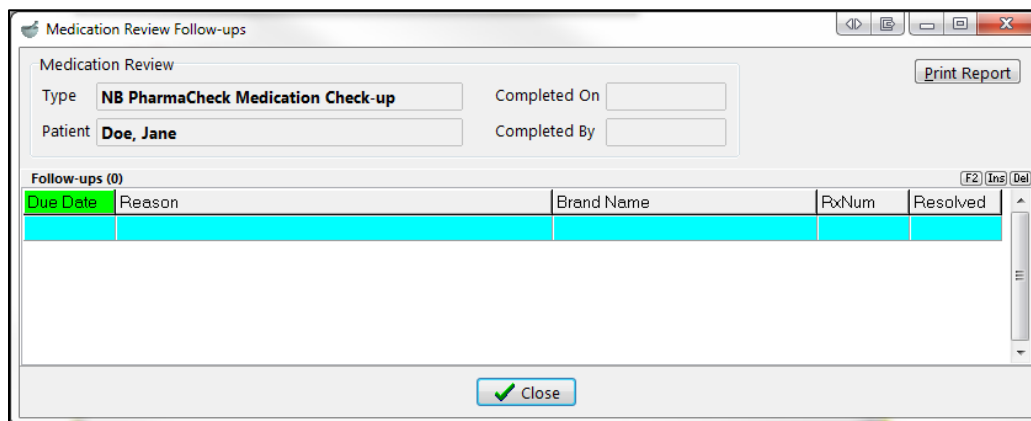 Medication Review Follow-ups
Medication Review
Print Report
Type NB PharmaCheck Medication Check-up Completed On
Patient Doe, Jane Completed By
Follow-ups (0) F2 Ins Del
Due Date Reason Brand Name RxNum Resolved
Close